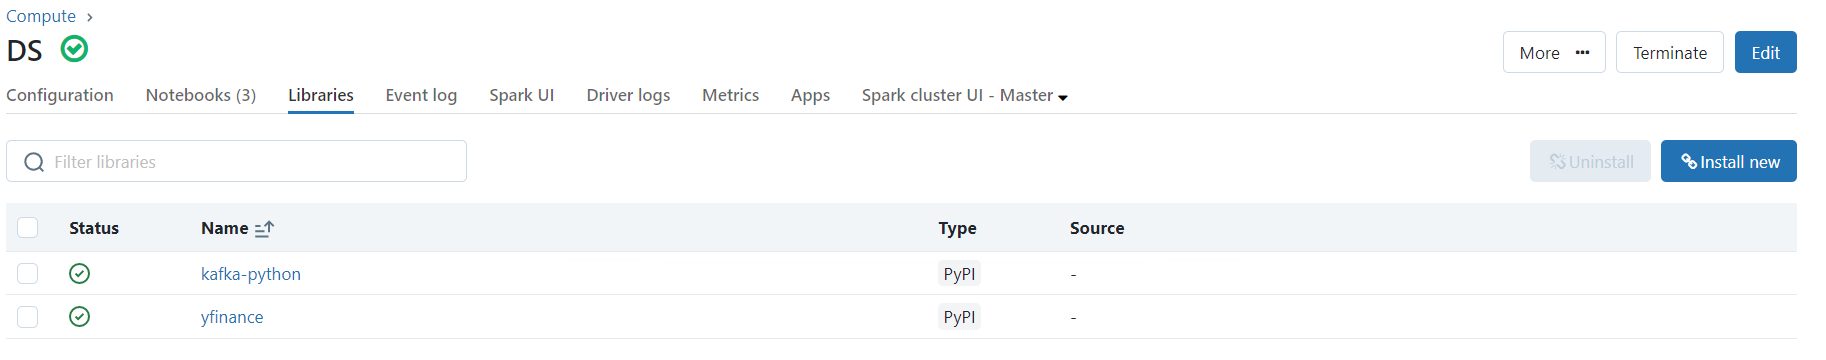 Compute >
DS
More ••• Terminate Edit
Configuration Notebooks (3) Libraries Event log Spark UI Driver logs Metrics Apps Spark cluster UI - Master
Filter libraries
Uninstall Install new
Status Name Type Source
kafka-python PyPI -
yfinance PyPI -